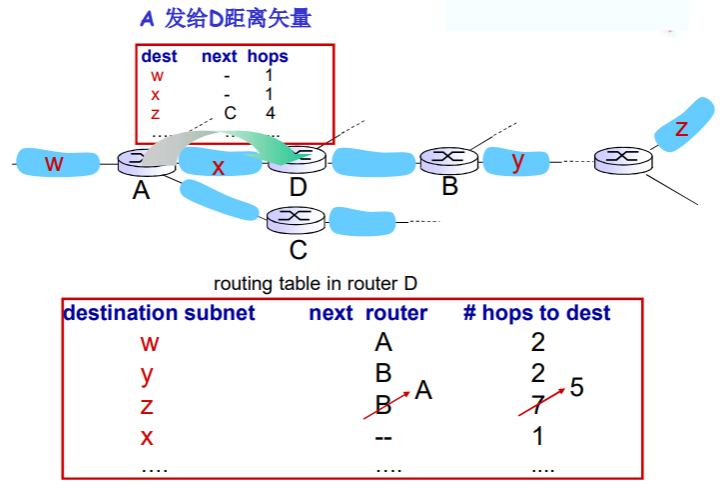 A 发给D距离矢量
dest next hops
w - 1
x - 1
z C 4
.... ... ...
w
x
y
z
A
D
B
C
routing table in router D
destination subnet next router # hops to dest
w A 2
y B 2
z B A 7 5
x -- 1
.... .... ....